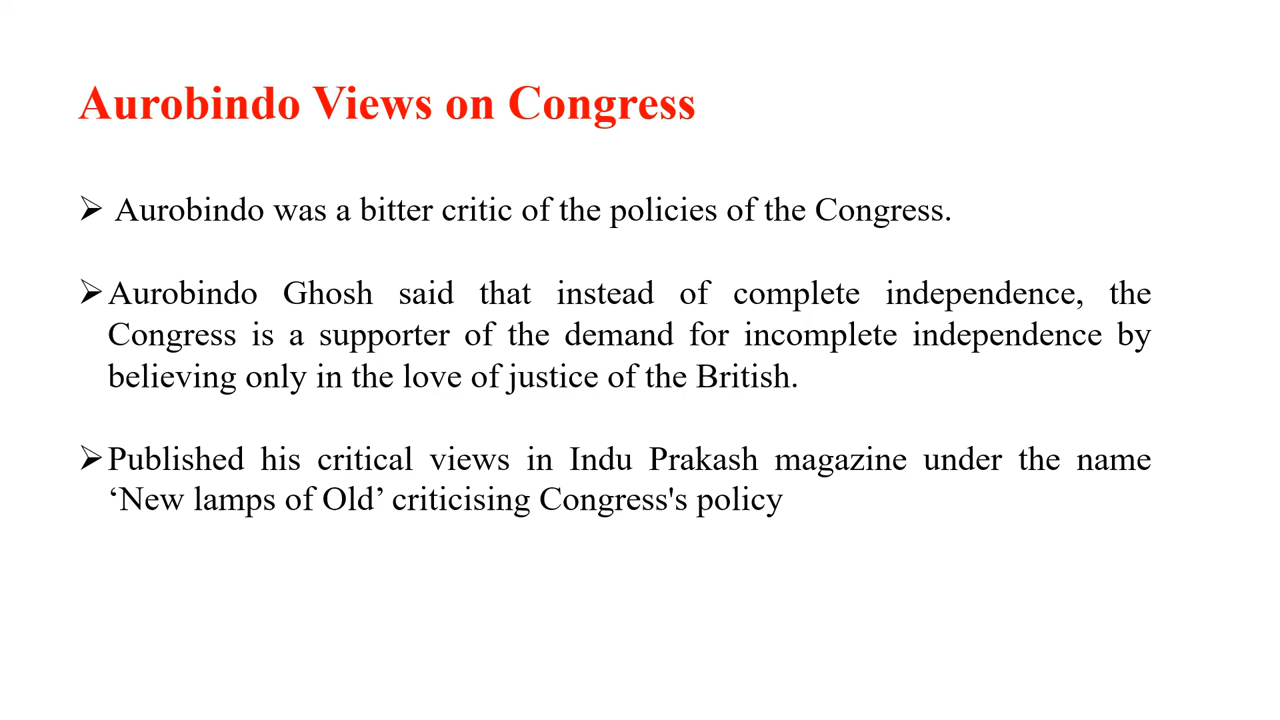 Aurobindo Views on Congress
➢ Aurobindo was a bitter critic of the policies of the Congress.
➢ Aurobindo Ghosh said that instead of complete independence, the
Congress is a supporter of the demand for incomplete independence by
believing only in the love of justice of the British.
➢ Published his critical views in Indu Prakash magazine under the name
‘New lamps of Old’ criticising Congress's policy